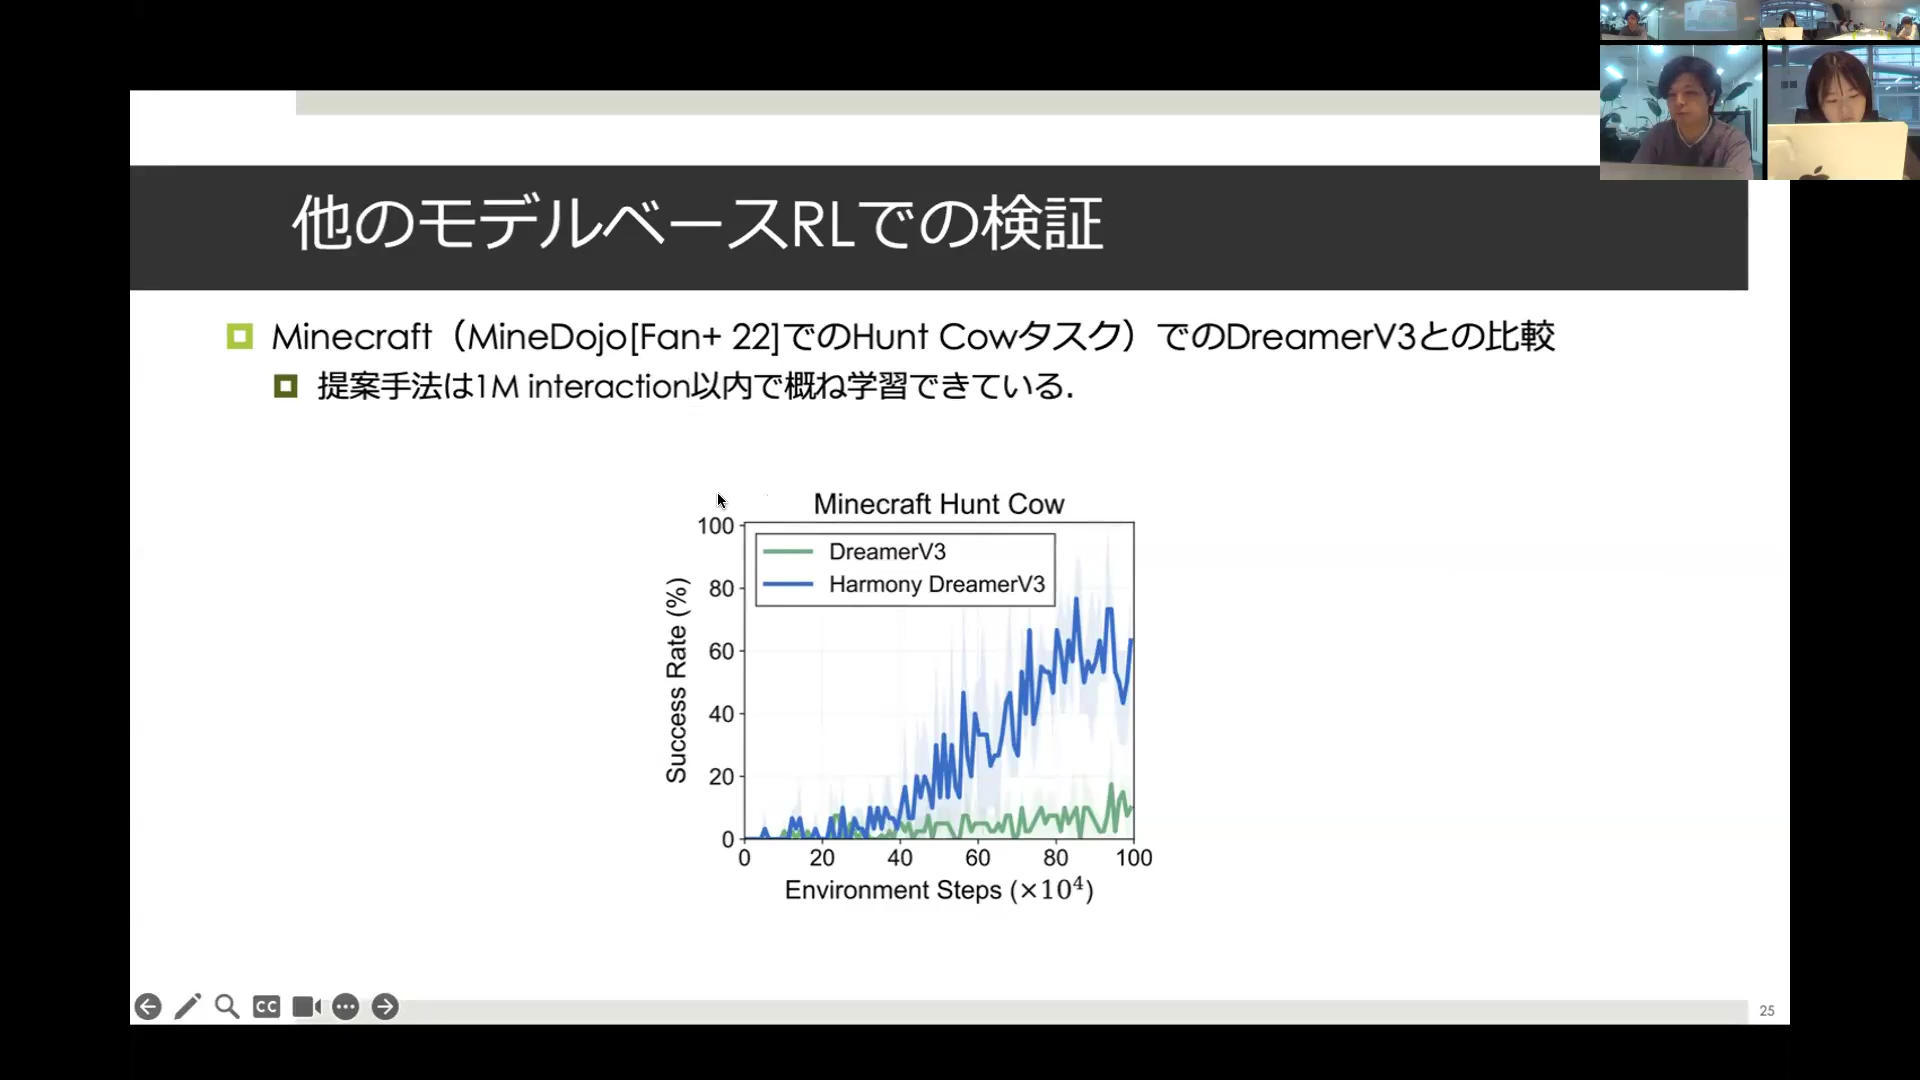 他のモデルベースRLでの検証
Minecraft（MineDojo[Fan+ 22]でのHunt Cowタスク）でのDreamerV3との比較
提案手法は1M interaction以内で概ね学習できている．
Minecraft Hunt Cow
DreamerV3
Harmony DreamerV3
Success Rate (%)
100
80
60
40
20
0
0 20 40 60 80 100
Environment Steps (×10⁴)
CC
25